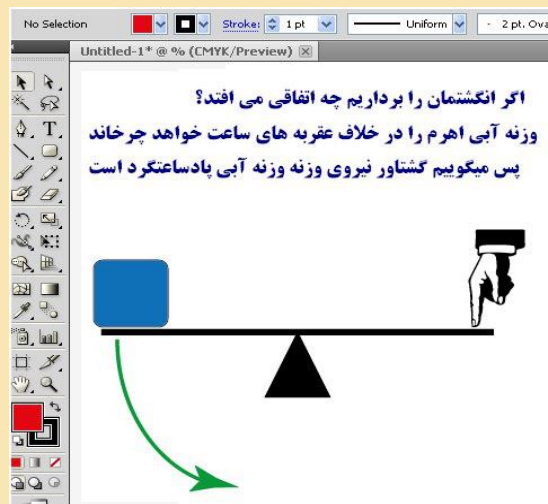 No Selection Stroke: 1 pt Uniform 2 pt. Ova
Untitled-1* @ % (CMYK/Preview)
اگر انگشتمان را برداریم چه اتفاقی می افتد؟
وزنه آبی اهرم را در خلاف عقربه های ساعت خواهد چرخاند
پس میگوییم گشتاور نیروی وزنه وزنه آبی پادساعتگرد است